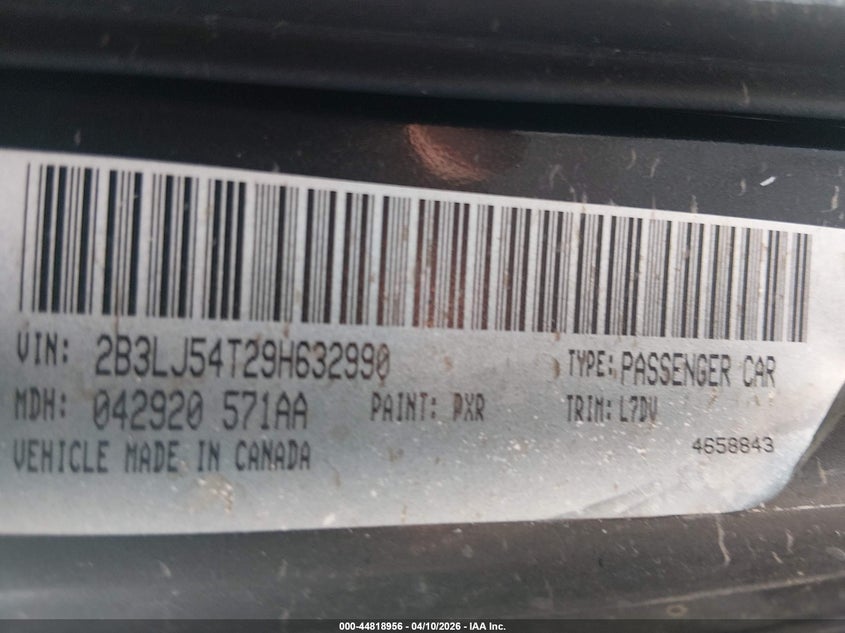 VIN: 2B3LJ54T29H632990 TYPE: PASSENGER CAR
MDH: 042920 571AA PAINT: PXR TRIM: L7DV
VEHICLE MADE IN CANADA 4658843
000-44818956 - 04/10/2026 - IAA Inc.